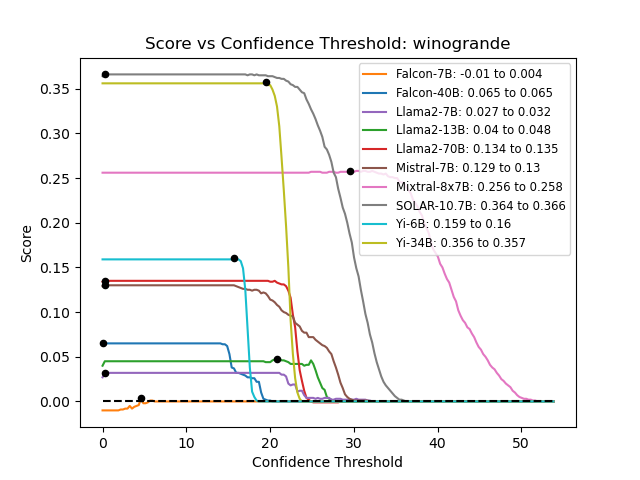 Score vs Confidence Threshold: winogrande
Falcon-7B: -0.01 to 0.004
Falcon-40B: 0.065 to 0.065
Llama2-7B: 0.027 to 0.032
Llama2-13B: 0.04 to 0.048
Llama2-70B: 0.134 to 0.135
Mistral-7B: 0.129 to 0.13
Mixtral-8x7B: 0.256 to 0.258
SOLAR-10.7B: 0.364 to 0.366
Yi-6B: 0.159 to 0.16
Yi-34B: 0.356 to 0.357
Score
0.35
0.30
0.25
0.20
0.15
0.10
0.05
0.00
0 10 20 30 40 50
Confidence Threshold